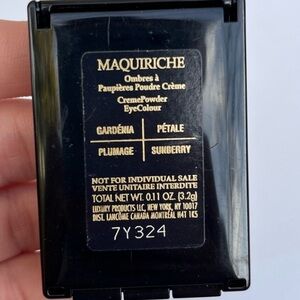 MAQUIRICHE
Ombres à
Paupières Poudre Crème
CremePowder
EyeColour
GARDÉNIA PÉTALE
PLUMAGE SUNBERRY
NOT FOR INDIVIDUAL SALE
VENTE UNITAIRE INTERDITE
TOTAL NET WT. 0.11 OZ. (3.2g)
LUXURY PRODUCTS LLC, NEW YORK, NY 10017
DIST. LANCÔME CANADA MONTRÉAL H4T 1K5
7Y324